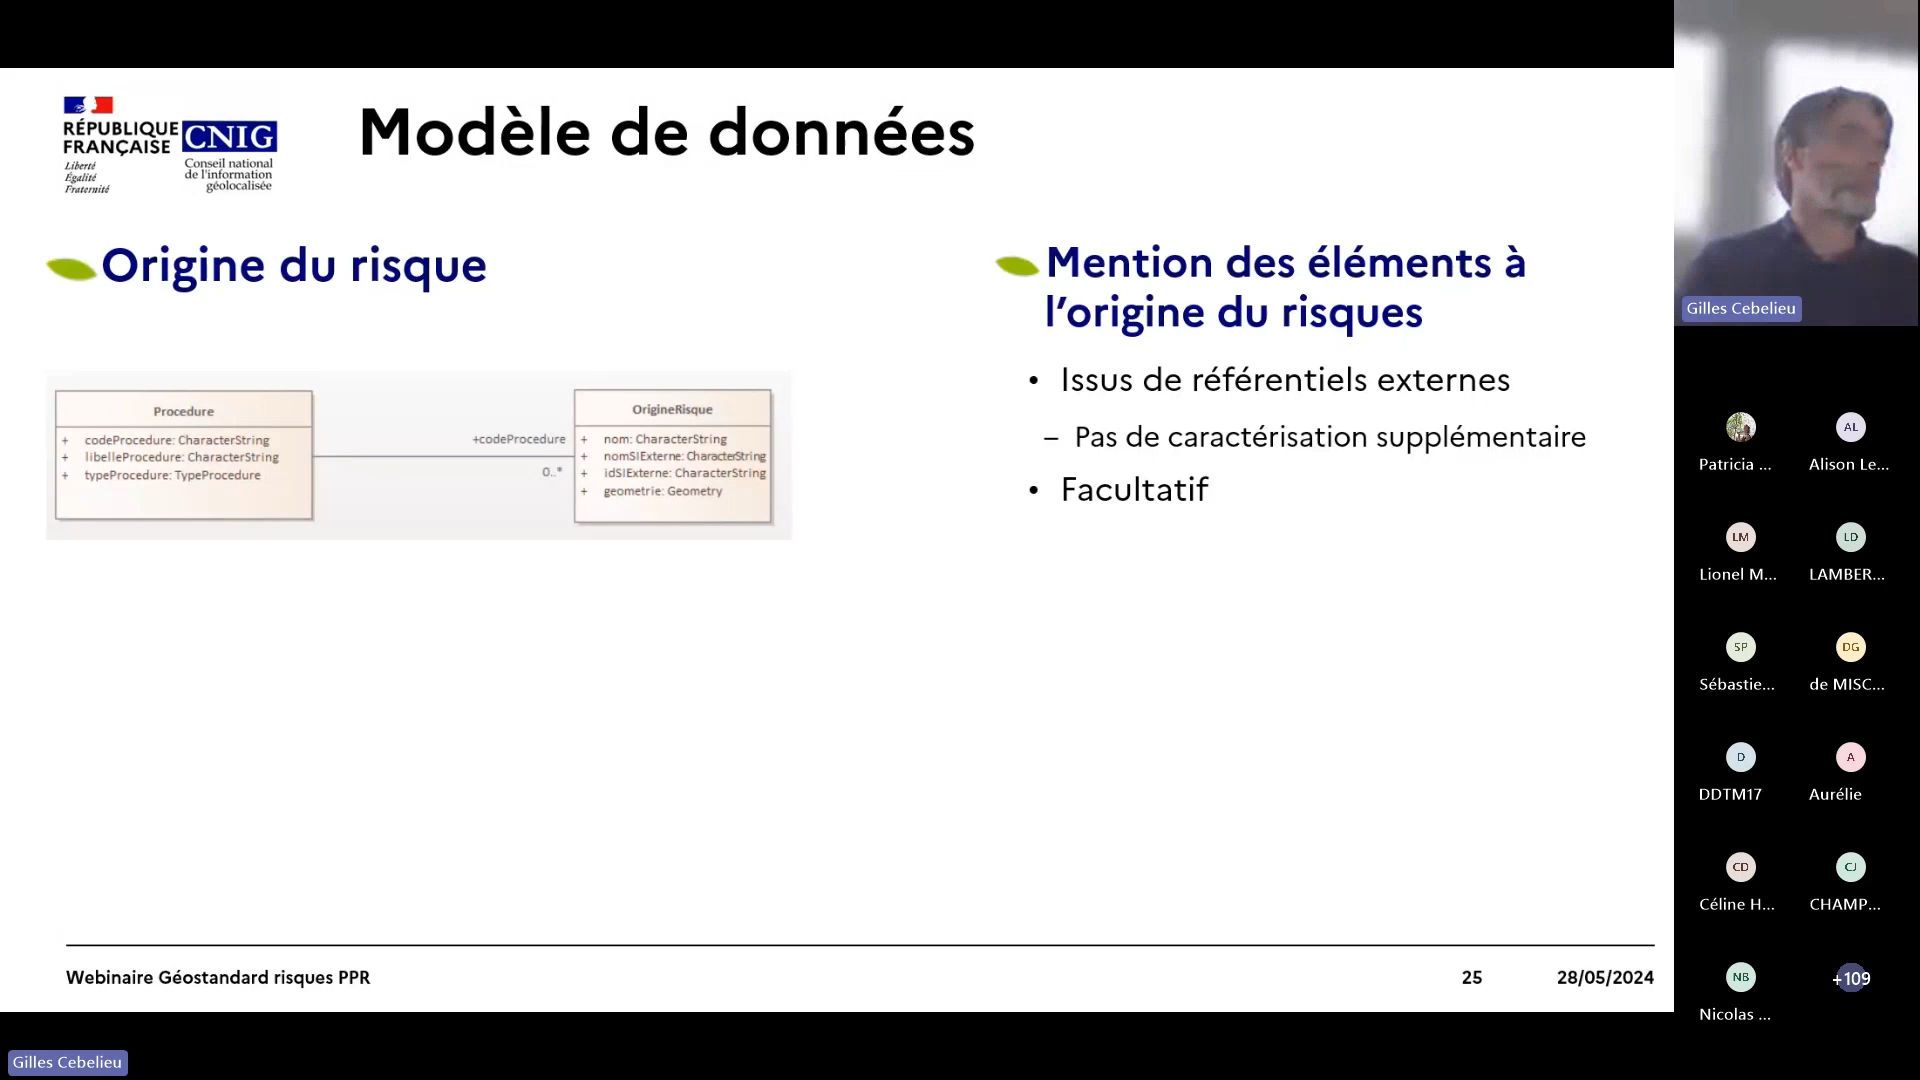 RÉPUBLIQUE
FRANÇAISE
Liberté
Égalité
Fraternité
CNIG
Conseil national
de l'information
géolocalisée
Modèle de données
Origine du risque
Procedure
+ codeProcedure: CharacterString
+ libelleProcedure: CharacterString
+ typeProcedure: TypeProcedure
+codeProcedure
0..*
OrigineRisque
+ nom: CharacterString
+ nomSIExterne: CharacterString
+ idSIExterne: CharacterString
+ geometrie: Geometry
Mention des éléments à
l’origine du risques
• Issus de référentiels externes
– Pas de caractérisation supplémentaire
• Facultatif
Webinaire Géostandard risques PPR
25
28/05/2024
Gilles Cebelieu
Patricia ...
AL
Alison Le...
LM
Lionel M...
LD
LAMBER...
SP
Sébastie...
DG
de MISC...
D
DDTM17
A
Aurélie
CD
Céline H...
CJ
CHAMP...
NB
Nicolas ...
+109
Gilles Cebelieu